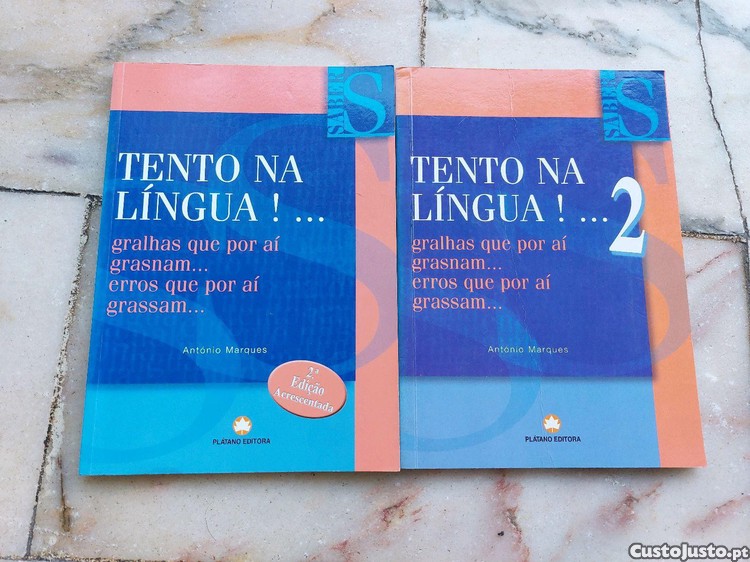 SABER
S
TENTO NA
LÍNGUA ! ...
gralhas que por aí
grasnam...
erros que por aí
grassam...
António Marques
2.ª
Edição
Acrescentada
PLÁTANO EDITORA
SABER
S
TENTO NA
LÍNGUA ! ...
2
gralhas que por aí
grasnam...
erros que por aí
grassam...
António Marques
PLÁTANO EDITORA
CustoJusto.pt